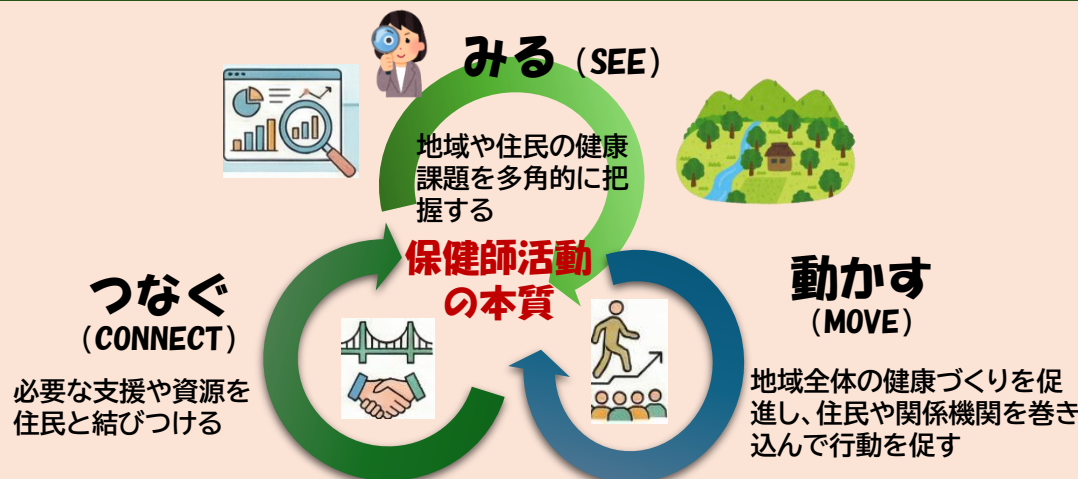 みる（SEE）
地域や住民の健康
課題を多角的に把
握する
保健師活動
の本質
つなぐ
（CONNECT）
必要な支援や資源を
住民と結びつける
動かす
（MOVE）
地域全体の健康づくりを促
進し、住民や関係機関を巻き
込んで行動を促す